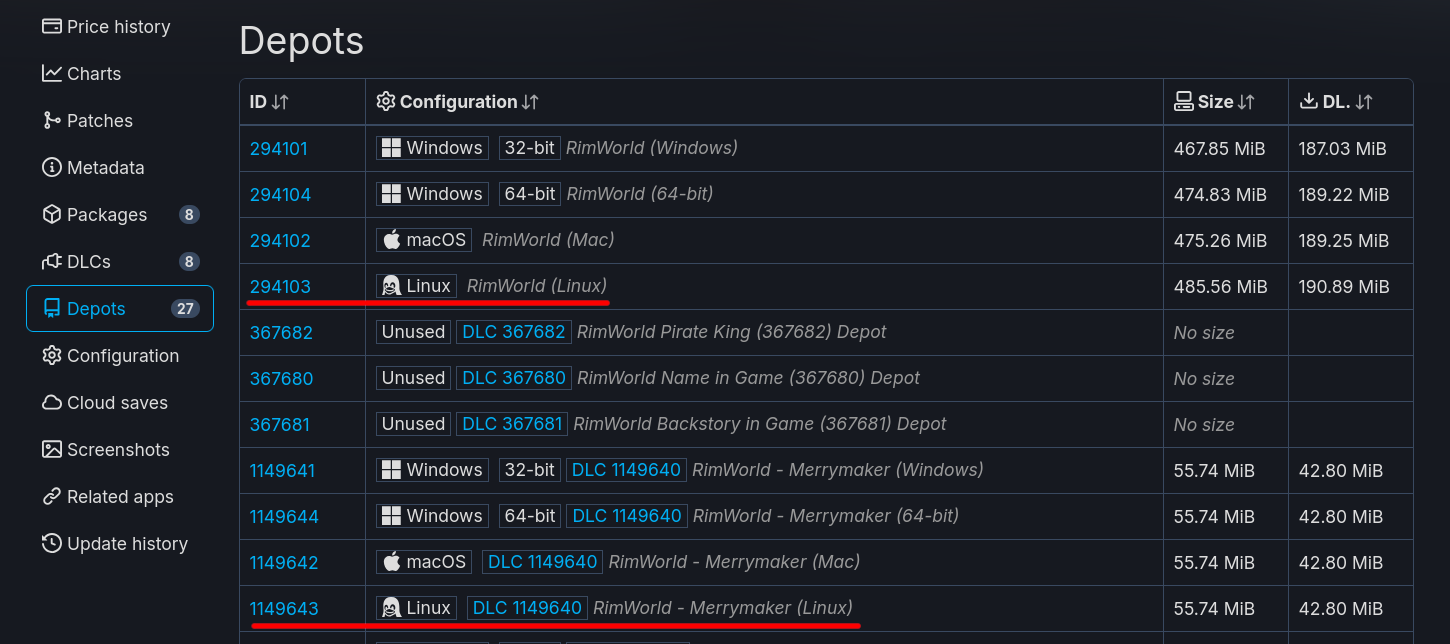 Price history
Charts
Patches
Metadata
Packages 8
DLCs 8
Depots 27
Configuration
Cloud saves
Screenshots
Related apps
Update history
Depots
ID Configuration Size DL.
294101 Windows 32-bit RimWorld (Windows) 467.85 MiB 187.03 MiB
294104 Windows 64-bit RimWorld (64-bit) 474.83 MiB 189.22 MiB
294102 macOS RimWorld (Mac) 475.26 MiB 189.25 MiB
294103 Linux RimWorld (Linux) 485.56 MiB 190.89 MiB
367682 Unused DLC 367682 RimWorld Pirate King (367682) Depot No size
367680 Unused DLC 367680 RimWorld Name in Game (367680) Depot No size
367681 Unused DLC 367681 RimWorld Backstory in Game (367681) Depot No size
1149641 Windows 32-bit DLC 1149640 RimWorld - Merrymaker (Windows) 55.74 MiB 42.80 MiB
1149644 Windows 64-bit DLC 1149640 RimWorld - Merrymaker (64-bit) 55.74 MiB 42.80 MiB
1149642 macOS DLC 1149640 RimWorld - Merrymaker (Mac) 55.74 MiB 42.80 MiB
1149643 Linux DLC 1149640 RimWorld - Merrymaker (Linux) 55.74 MiB 42.80 MiB